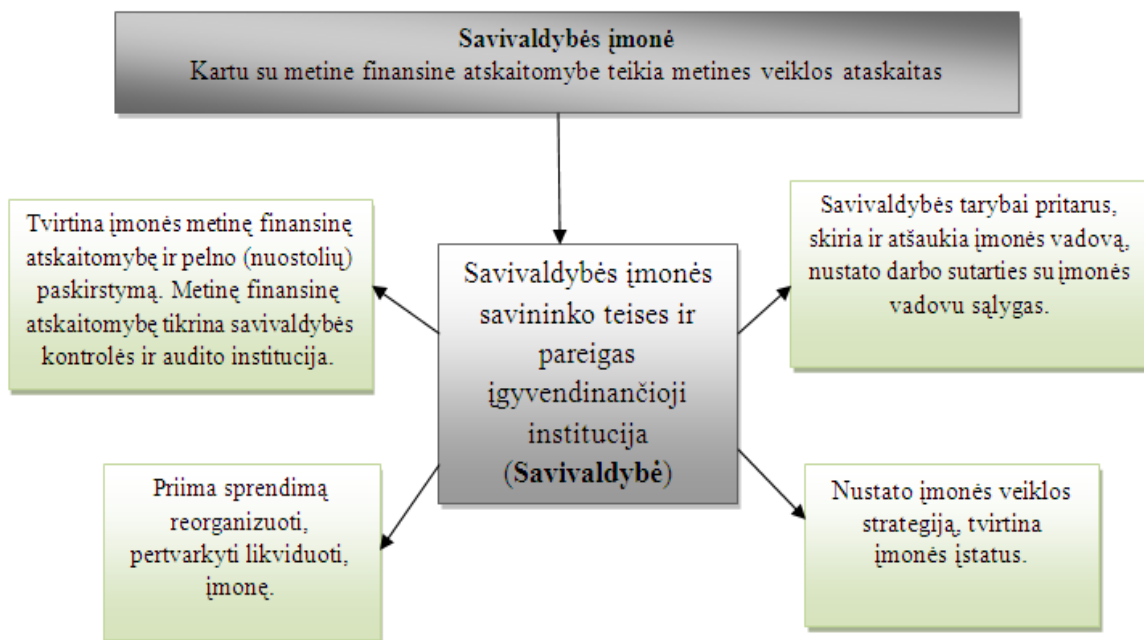 Savivaldybės įmonė
Kartu su metine finansine atskaitomybe teikia metines veiklos ataskaitas
Tvirtina įmonės metinę finansinę
atskaitomybę ir pelno (nuostolių)
paskirstymą. Metinę finansinę
atskaitomybę tikrina savivaldybės
kontrolės ir audito institucija.
Savivaldybės įmonės
savininko teises ir
pareigas
įgyvendinančioji
institucija
(Savivaldybė)
Savivaldybės tarybai pritarus,
skiria ir atšaukia įmonės vadovą,
nustato darbo sutarties su įmonės
vadovu sąlygas.
Priima sprendimą
reorganizuoti,
pertvarkyti likviduoti,
įmonę.
Nustato įmonės veiklos
strategiją, tvirtina
įmonės įstatus.